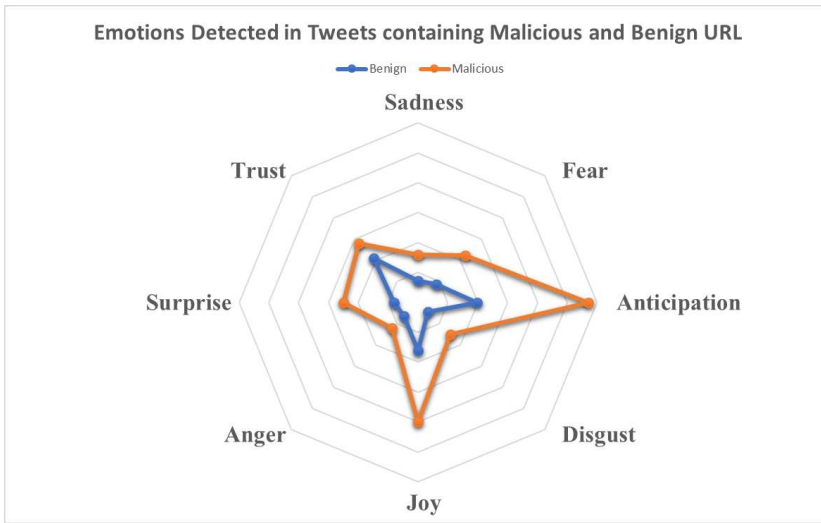 Emotions Detected in Tweets containing Malicious and Benign URL
Benign Malicious
Sadness
Trust Fear
Surprise Anticipation
Anger Disgust
Joy